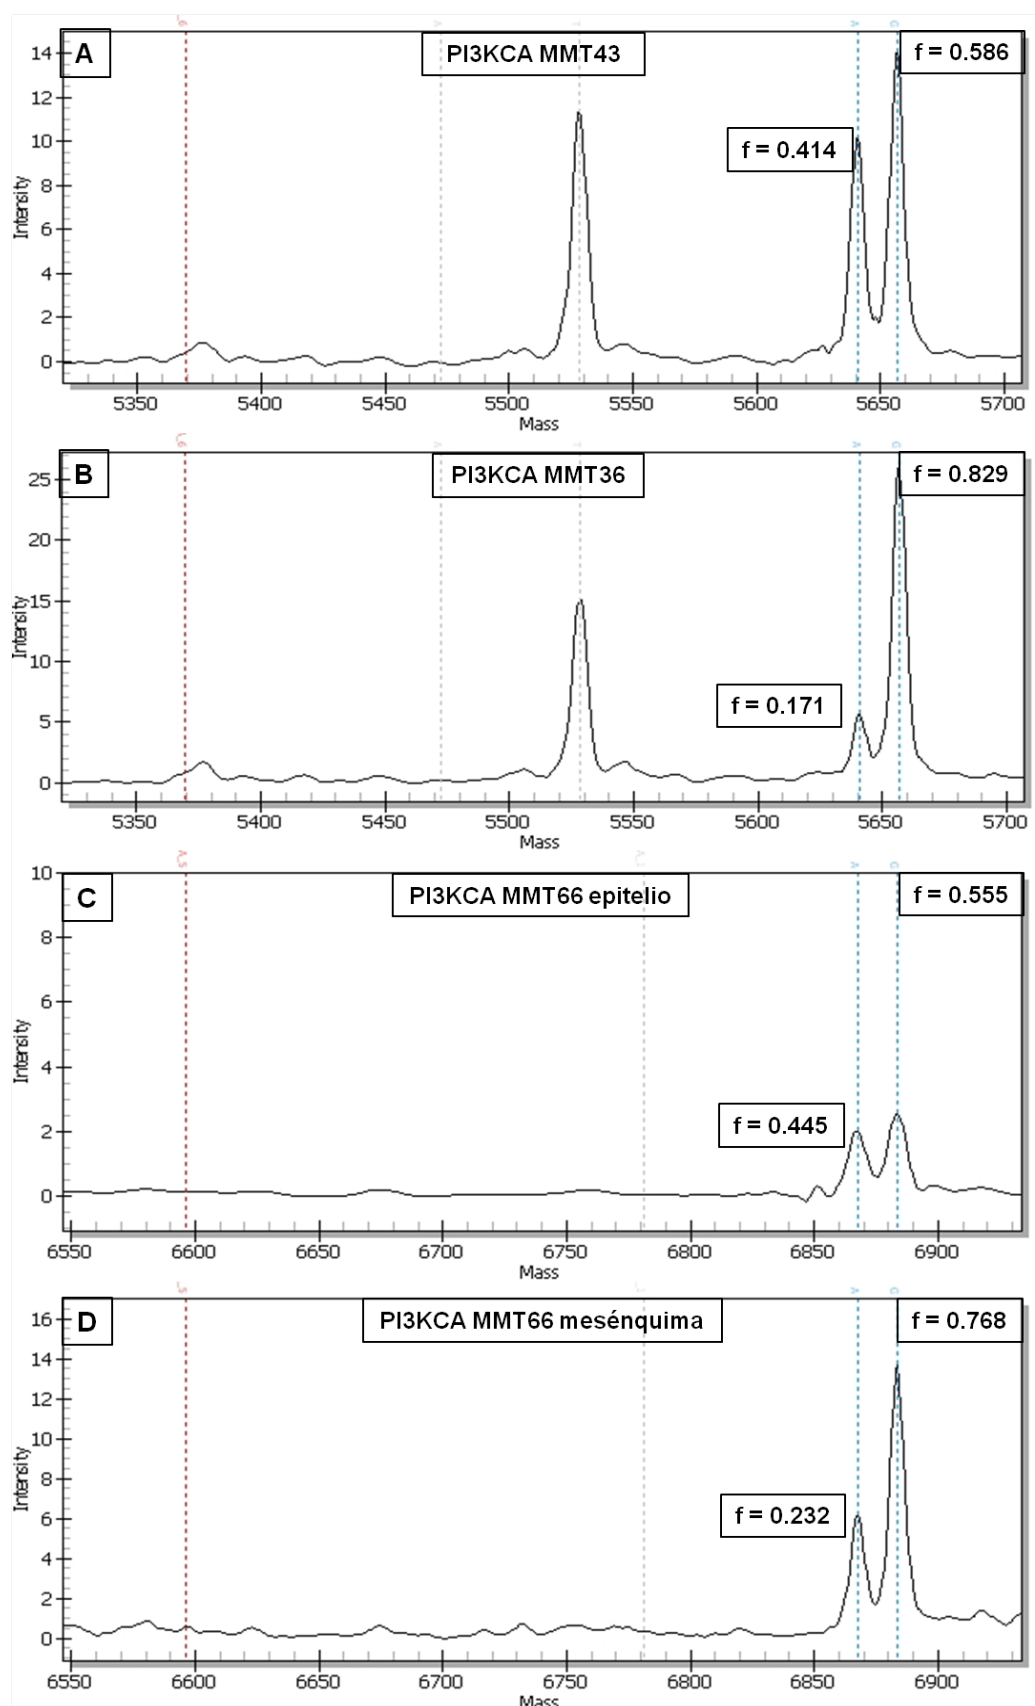 A
PI3KCA MMT43
f = 0.586
f = 0.414
A
T
A
G
14
12
10
8
6
4
2
0
Intensity
5350 5400 5450 5500 5550 5600 5650 5700
Mass
B
PI3KCA MMT36
f = 0.829
f = 0.171
A
T
A
G
25
20
15
10
5
0
Intensity
5350 5400 5450 5500 5550 5600 5650 5700
Mass
C
PI3KCA MMT66 epitelio
f = 0.555
f = 0.445
A
G
10
8
6
4
2
0
Intensity
6550 6600 6650 6700 6750 6800 6850 6900
Mass
D
PI3KCA MMT66 mesénquima
f = 0.768
f = 0.232
A
G
16
14
12
10
8
6
4
2
0
Intensity
6550 6600 6650 6700 6750 6800 6850 6900
Mass